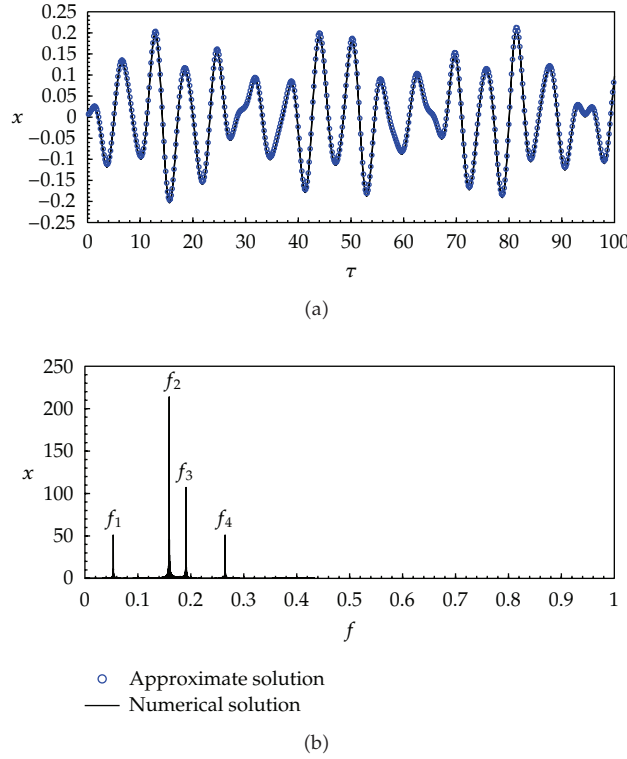 0.25
0.2
0.15
0.1
0.05
0
−0.05
−0.1
−0.15
−0.2
−0.25
x
0 10 20 30 40 50 60 70 80 90 100
τ
(a)
250
200
150
100
50
0
x
f1
f2
f3
f4
0 0.1 0.2 0.3 0.4 0.5 0.6 0.7 0.8 0.9 1
f
Approximate solution
Numerical solution
(b)